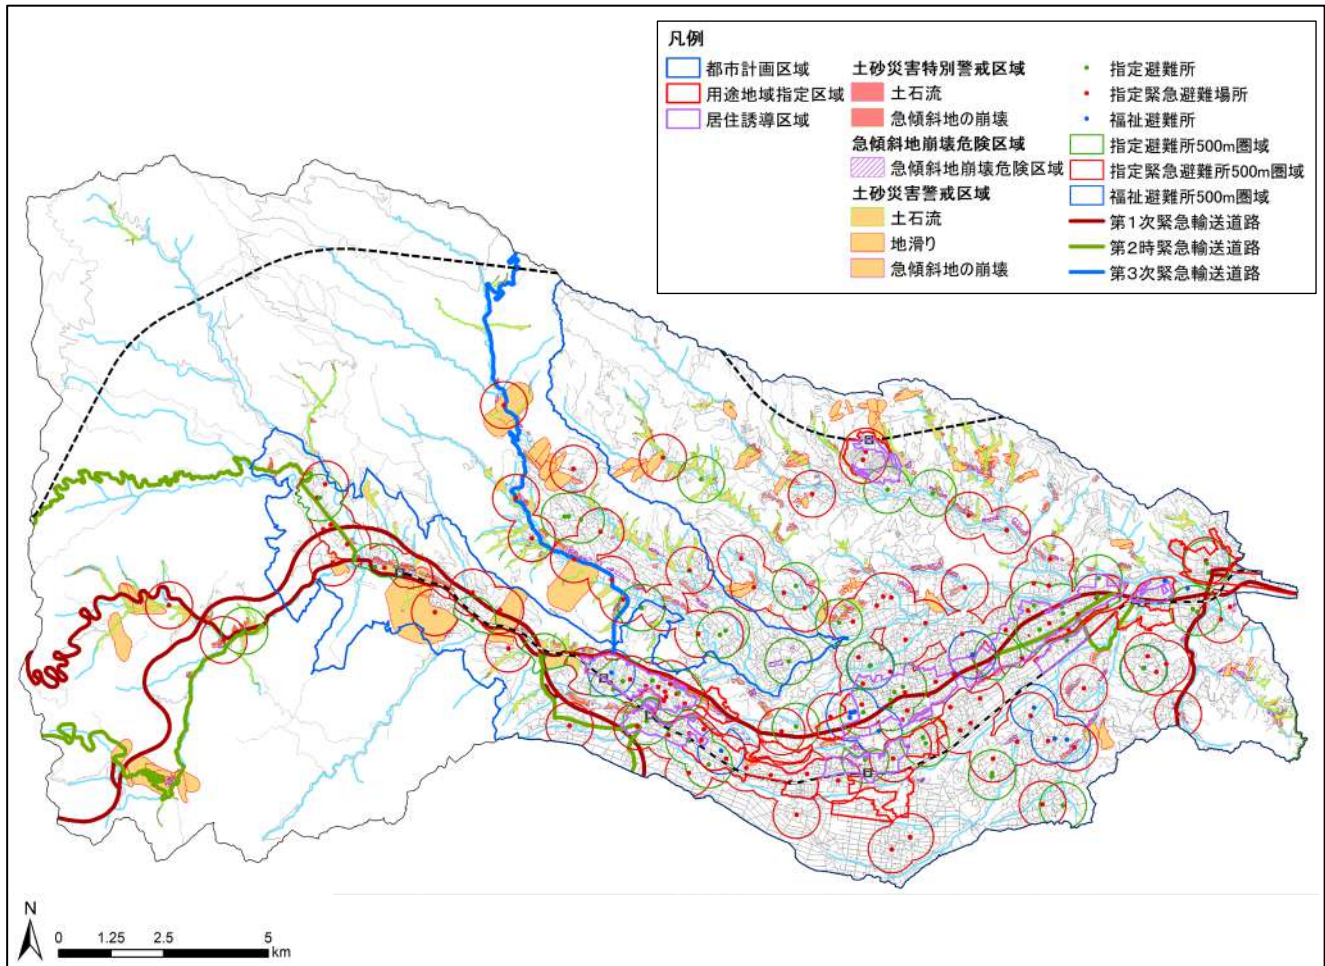 凡例
都市計画区域
用途地域指定区域
居住誘導区域
土砂災害特別警戒区域
土石流
急傾斜地の崩壊
急傾斜地崩壊危険区域
急傾斜地崩壊危険区域
土砂災害警戒区域
土石流
地滑り
急傾斜地の崩壊
指定避難所
指定緊急避難場所
福祉避難所
指定避難所500m圏域
指定緊急避難所500m圏域
福祉避難所500m圏域
第1次緊急輸送道路
第2時緊急輸送道路
第3次緊急輸送道路
N
0 1.25 2.5 5
km